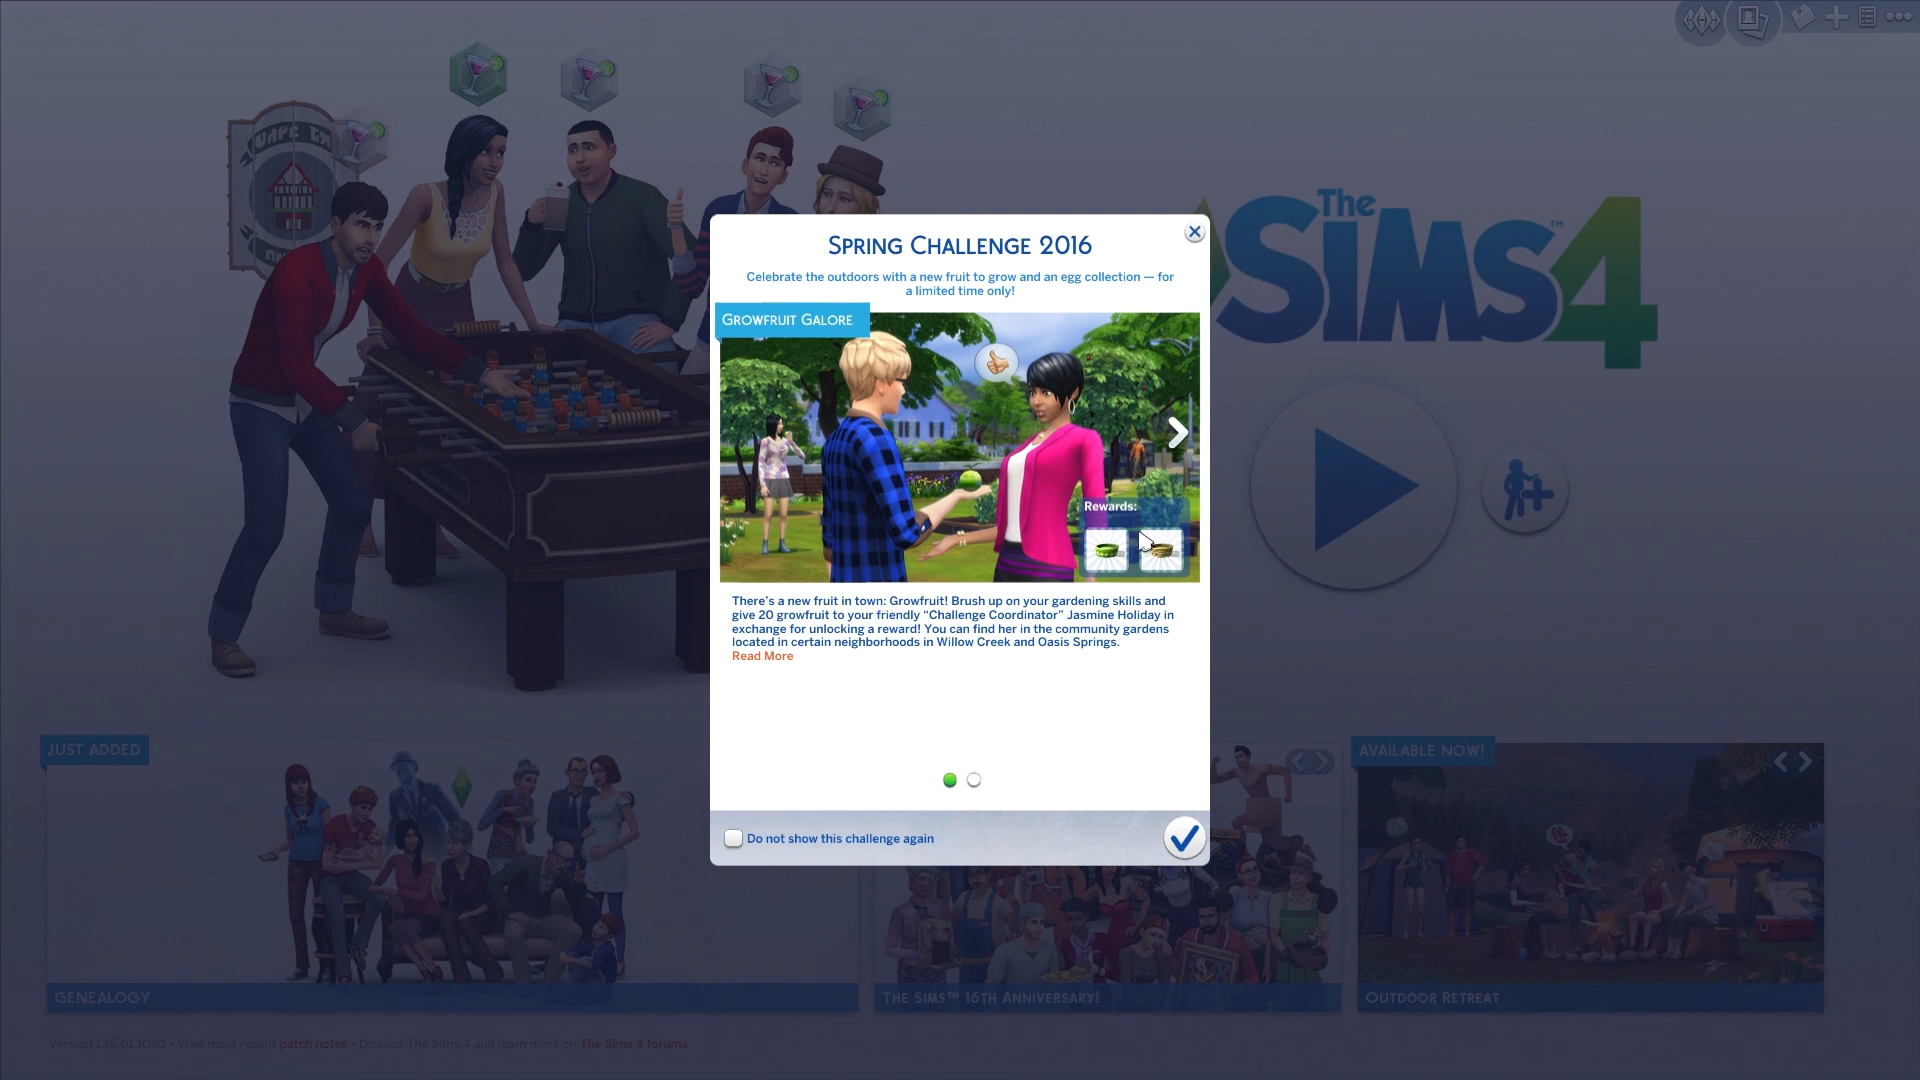 The Sims™ 4
SPRING CHALLENGE 2016
Celebrate the outdoors with a new fruit to grow and an egg collection — for
a limited time only!
GROWFRUIT GALORE
Rewards:
There's a new fruit in town: Growfruit! Brush up on your gardening skills and
give 20 growfruit to your friendly “Challenge Coordinator” Jasmine Holiday in
exchange for unlocking a reward! You can find her in the community gardens
located in certain neighborhoods in Willow Creek and Oasis Springs.
Read More
Do not show this challenge again
JUST ADDED
GENEALOGY
THE SIMS™ 16TH ANNIVERSARY!
AVAILABLE NOW!
OUTDOOR RETREAT
Version 1.16.61.1020 • View most recent patch notes • Discuss The Sims 4 and learn more on The Sims 4 forums